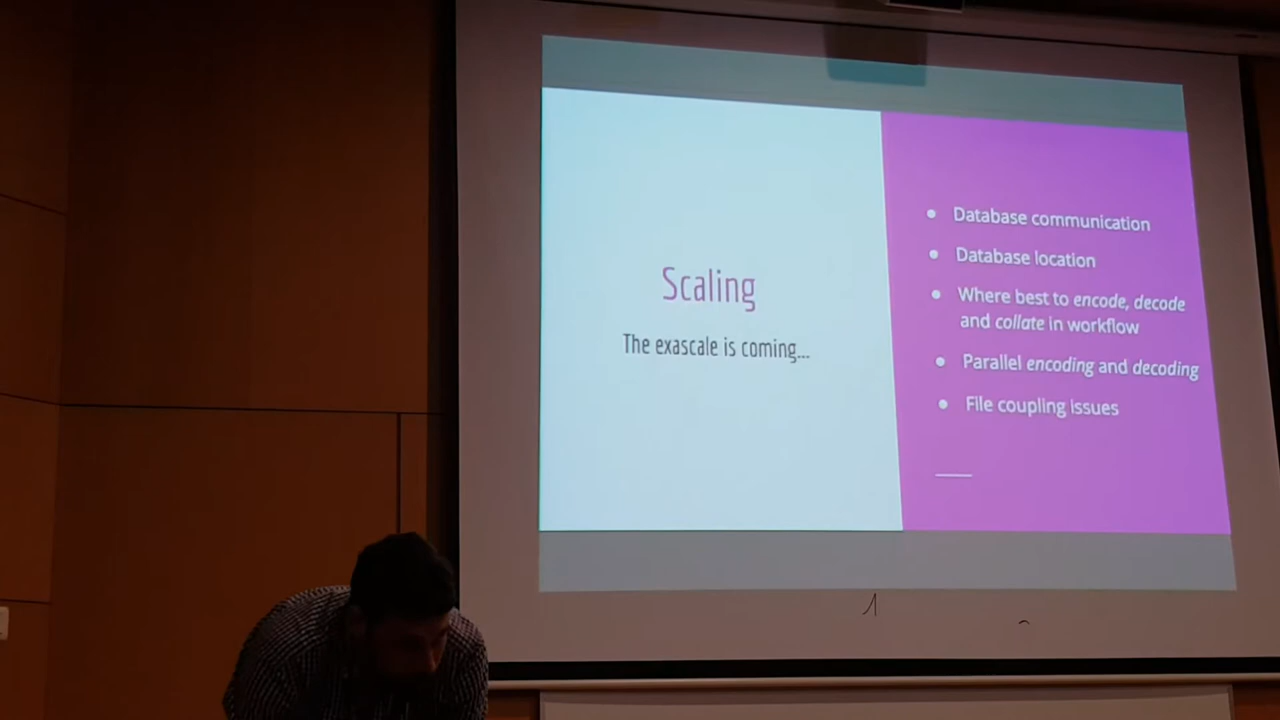 Scaling
The exascale is coming...
● Database communication
● Database location
● Where best to encode, decode
and collate in workflow
● Parallel encoding and decoding
● File coupling issues